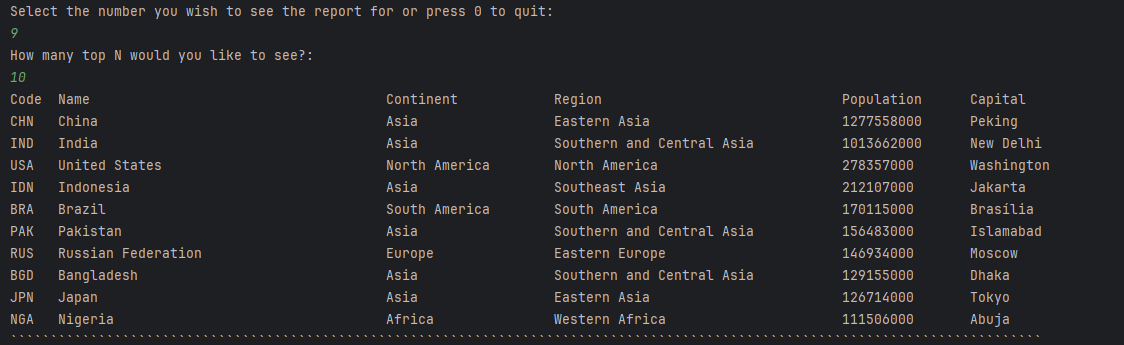 Select the number you wish to see the report for or press 0 to quit:
9
How many top N would you like to see?:
10
Code  Name                                     Continent            Region                              Population      Capital
CHN   China                                    Asia                 Eastern Asia                        1277558000      Peking
IND   India                                    Asia                 Southern and Central Asia           1013662000      New Delhi
USA   United States                            North America        North America                       278357000       Washington
IDN   Indonesia                                Asia                 Southeast Asia                      212107000       Jakarta
BRA   Brazil                                   South America        South America                       170115000       Brasília
PAK   Pakistan                                 Asia                 Southern and Central Asia           156483000       Islamabad
RUS   Russian Federation                       Europe               Eastern Europe                      146934000       Moscow
BGD   Bangladesh                               Asia                 Southern and Central Asia           129155000       Dhaka
JPN   Japan                                    Asia                 Eastern Asia                        126714000       Tokyo
NGA   Nigeria                                  Africa               Western Africa                      111506000       Abuja